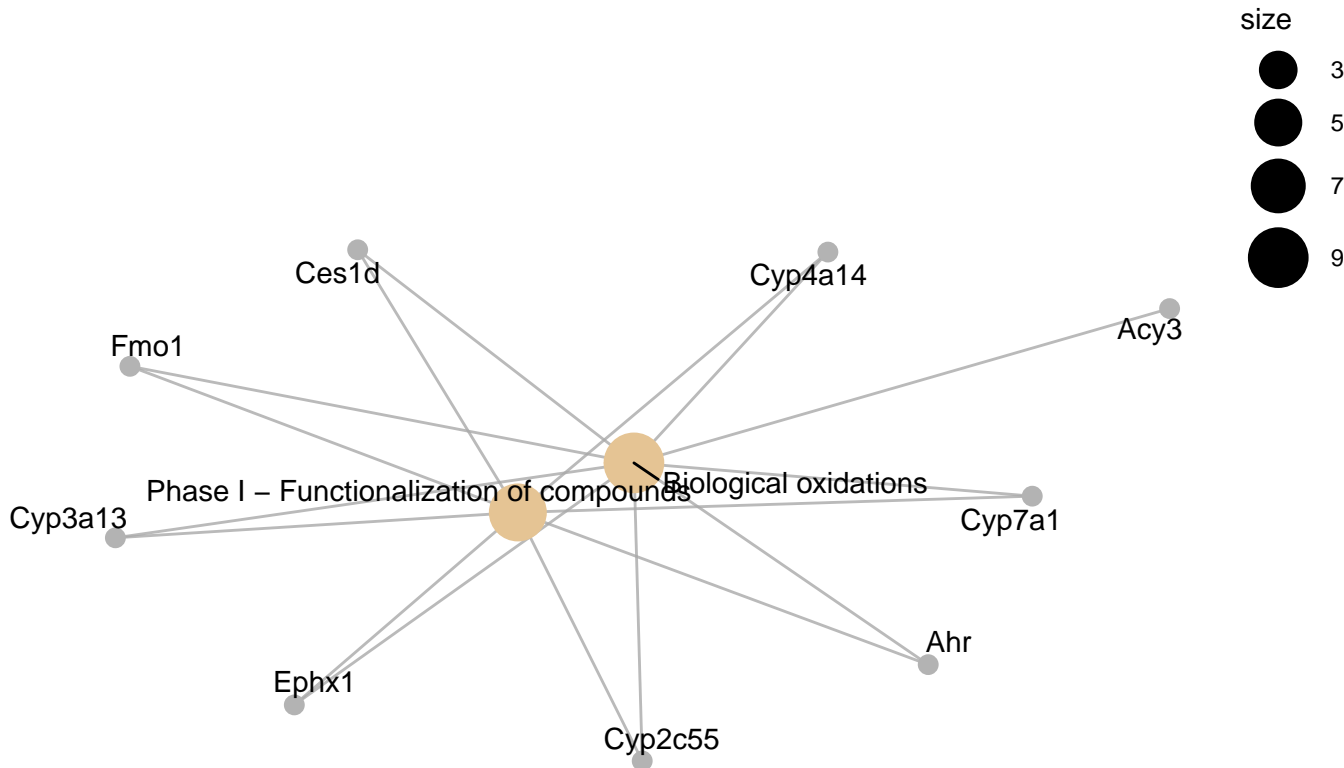 size
3
5
7
9
Ces1d
Cyp4a14
Acy3
Fmo1
Biological oxidations
Phase I – Functionalization of compounds
Cyp3a13
Cyp7a1
Ahr
Ephx1
Cyp2c55